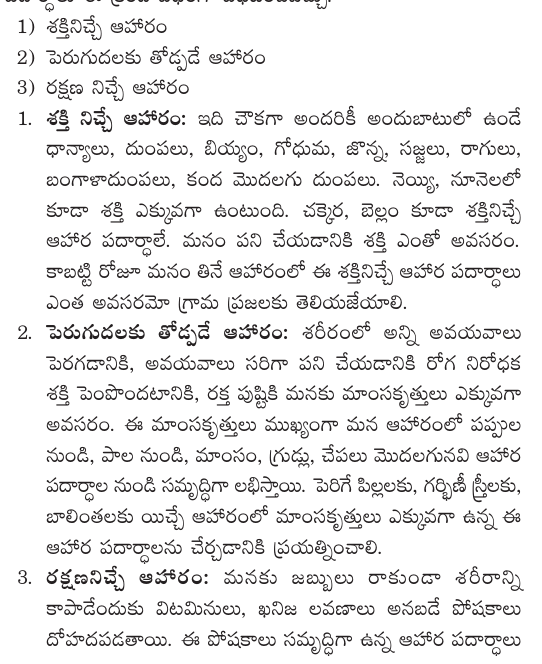 1) శక్తినిచ్చే ఆహారం
2) పెరుగుదలకు తోడ్పడే ఆహారం
3) రక్షణ నిచ్చే ఆహారం
1. శక్తి నిచ్చే ఆహారం: ఇది చౌకగా అందరికీ అందుబాటులో ఉండే
ధాన్యాలు, దుంపలు, బియ్యం, గోధుమ, జొన్న, సజ్జలు, రాగులు,
బంగాళాదుంపలు, కంద మొదలగు దుంపలు. నెయ్యి, నూనెలలో
కూడా శక్తి ఎక్కువగా ఉంటుంది. చక్కెర, బెల్లం కూడా శక్తినిచ్చే
ఆహార పదార్థాలే. మనం పని చేయడానికి శక్తి ఎంతో అవసరం.
కాబట్టి రోజూ మనం తినే ఆహారంలో ఈ శక్తినిచ్చే ఆహార పదార్థాలు
ఎంత అవసరమో గ్రామ ప్రజలకు తెలియజేయాలి.
2. పెరుగుదలకు తోడ్పడే ఆహారం: శరీరంలో అన్ని అవయవాలు
పెరగడానికి, అవయవాలు సరిగా పని చేయడానికి రోగ నిరోధక
శక్తి పెంపొందటానికి, రక్త పుష్టికి మనకు మాంసకృత్తులు ఎక్కువగా
అవసరం. ఈ మాంసకృత్తులు ముఖ్యంగా మన ఆహారంలో పప్పుల
నుండి, పాల నుండి, మాంసం, గ్రుడ్లు, చేపలు మొదలగునవి ఆహార
పదార్థాల నుండి సమృద్ధిగా లభిస్తాయి. పెరిగే పిల్లలకు, గర్భిణీ స్త్రీలకు,
బాలింతలకు యిచ్చే ఆహారంలో మాంసకృత్తులు ఎక్కువగా ఉన్న ఈ
ఆహార పదార్థాలను చేర్చడానికి ప్రయత్నించాలి.
3. రక్షణనిచ్చే ఆహారం: మనకు జబ్బులు రాకుండా శరీరాన్ని
కాపాడేందుకు విటమినులు, ఖనిజ లవణాలు అనబడే పోషకాలు
దోహదపడతాయి. ఈ పోషకాలు సమృద్ధిగా ఉన్న ఆహార పదార్థాలు